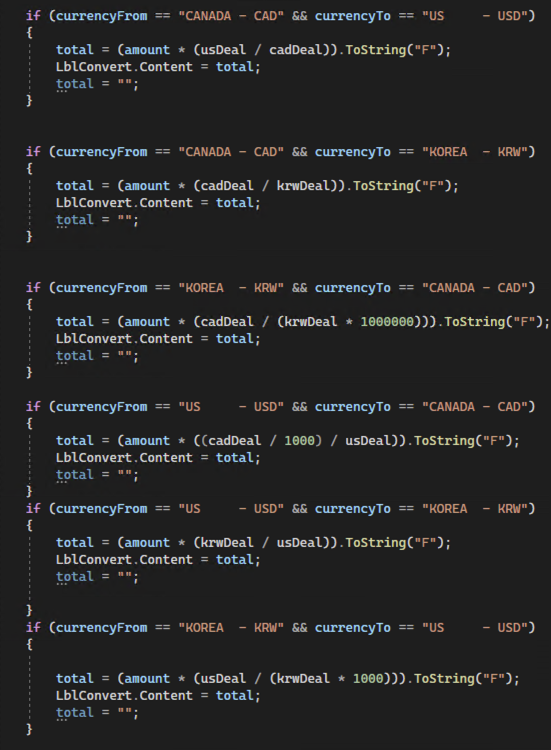 if (currencyFrom == "CANADA - CAD" && currencyTo == "US     - USD")
{
    total = (amount * (usDeal / cadDeal)).ToString("F");
    LblConvert.Content = total;
    total = "";
}
if (currencyFrom == "CANADA - CAD" && currencyTo == "KOREA  - KRW")
{
    total = (amount * (cadDeal / krwDeal)).ToString("F");
    LblConvert.Content = total;
    total = "";
}
if (currencyFrom == "KOREA  - KRW" && currencyTo == "CANADA - CAD")
{
    total = (amount * (cadDeal / (krwDeal * 1000000))).ToString("F");
    LblConvert.Content = total;
    total = "";
}
if (currencyFrom == "US     - USD" && currencyTo == "CANADA - CAD")
{
    total = (amount * ((cadDeal / 1000) / usDeal)).ToString("F");
    LblConvert.Content = total;
    total = "";
}
if (currencyFrom == "US     - USD" && currencyTo == "KOREA  - KRW")
{
    total = (amount * (krwDeal / usDeal)).ToString("F");
    LblConvert.Content = total;
    total = "";
}
if (currencyFrom == "KOREA  - KRW" && currencyTo == "US     - USD")
{
    total = (amount * (usDeal / (krwDeal * 1000))).ToString("F");
    LblConvert.Content = total;
    total = "";
}